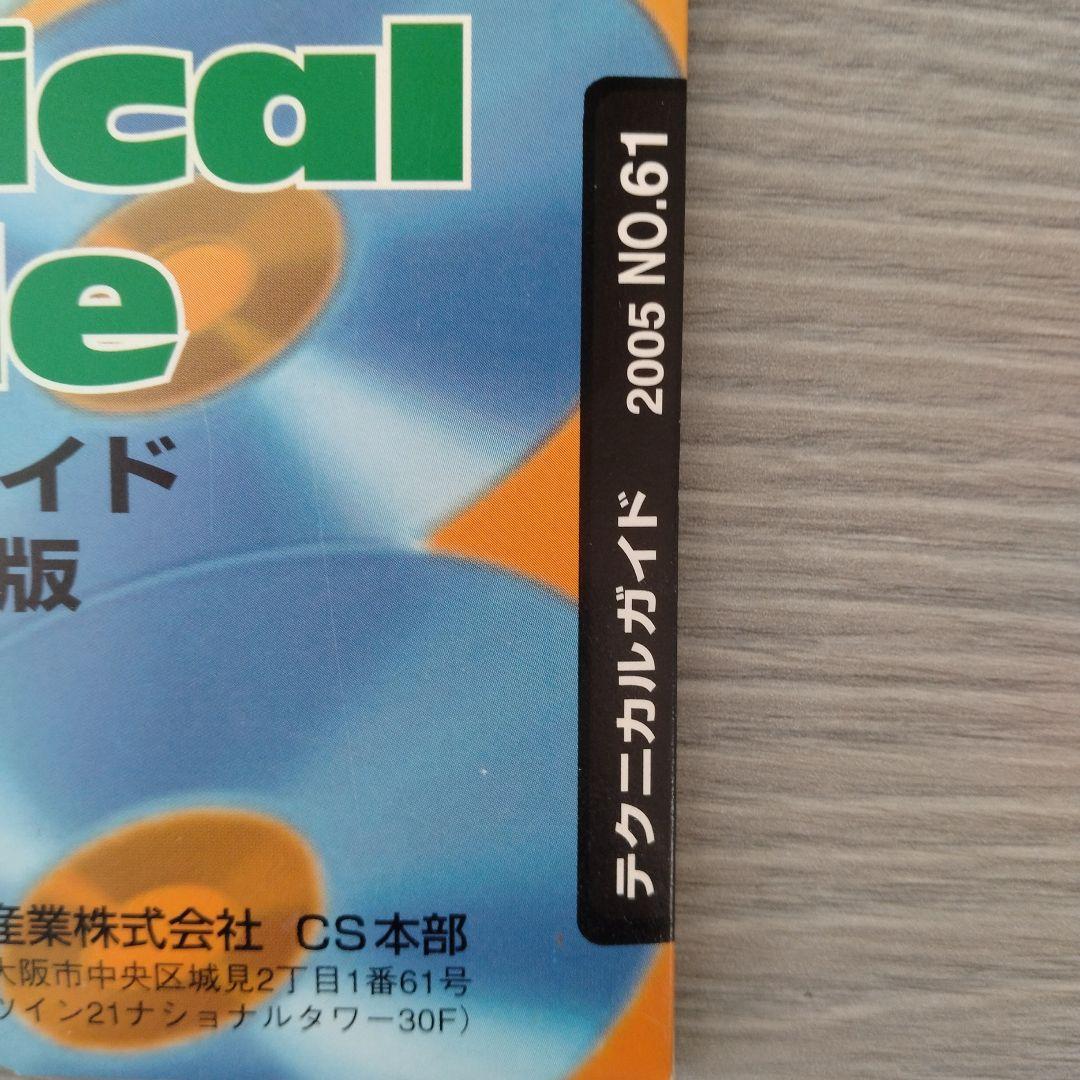 ical
de
イド
版
産業株式会社 CS本部
大阪市中央区城見2丁目1番61号
ツイン21ナショナルタワー30F)
テクニカルガイド 2005 NO.61